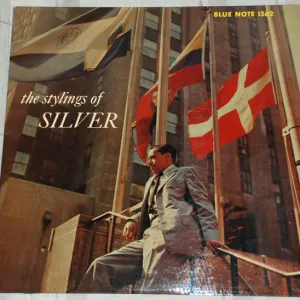 BLUE NOTE 1562
the stylings of
SILVER